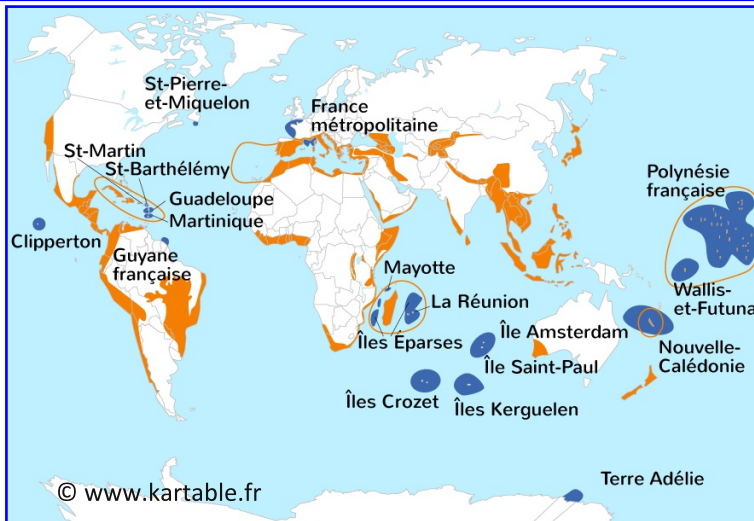 St-Pierre-
et-Miquelon
France
métropolitaine
St-Martin
St-Barthélémy
Guadeloupe
Martinique
Clipperton
Guyane
française
Polynésie
française
Mayotte
Wallis-
et-Futuna
La Réunion
Îles Éparses
Île Amsterdam
Île Saint-Paul
Nouvelle-
Calédonie
Îles Crozet
Îles Kerguelen
Terre Adélie
© www.kartable.fr